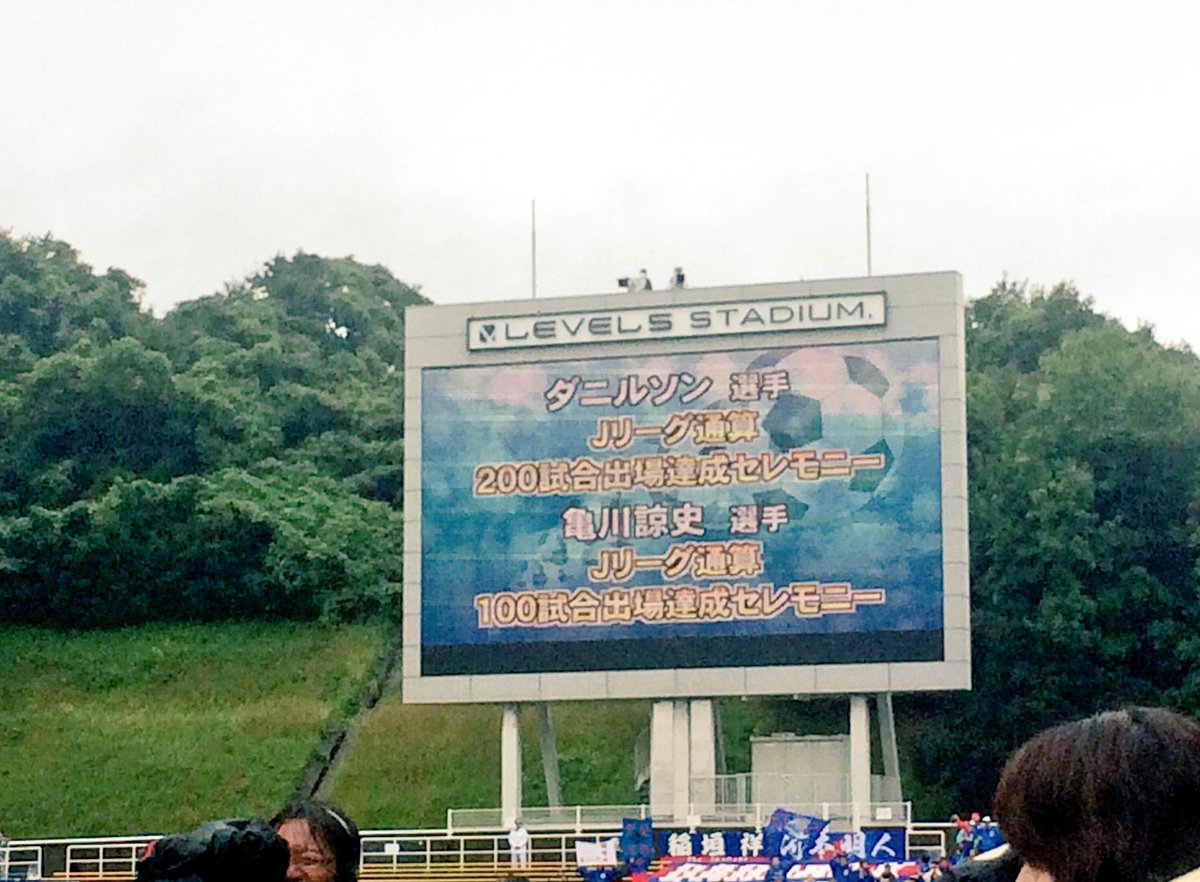 LEVEL5 STADIUM.
ダニルソン 選手
Jリーグ通算
200試合出場達成セレモニー
亀川諒史 選手
Jリーグ通算
100試合出場達成セレモニー
稲垣祥 河本明人